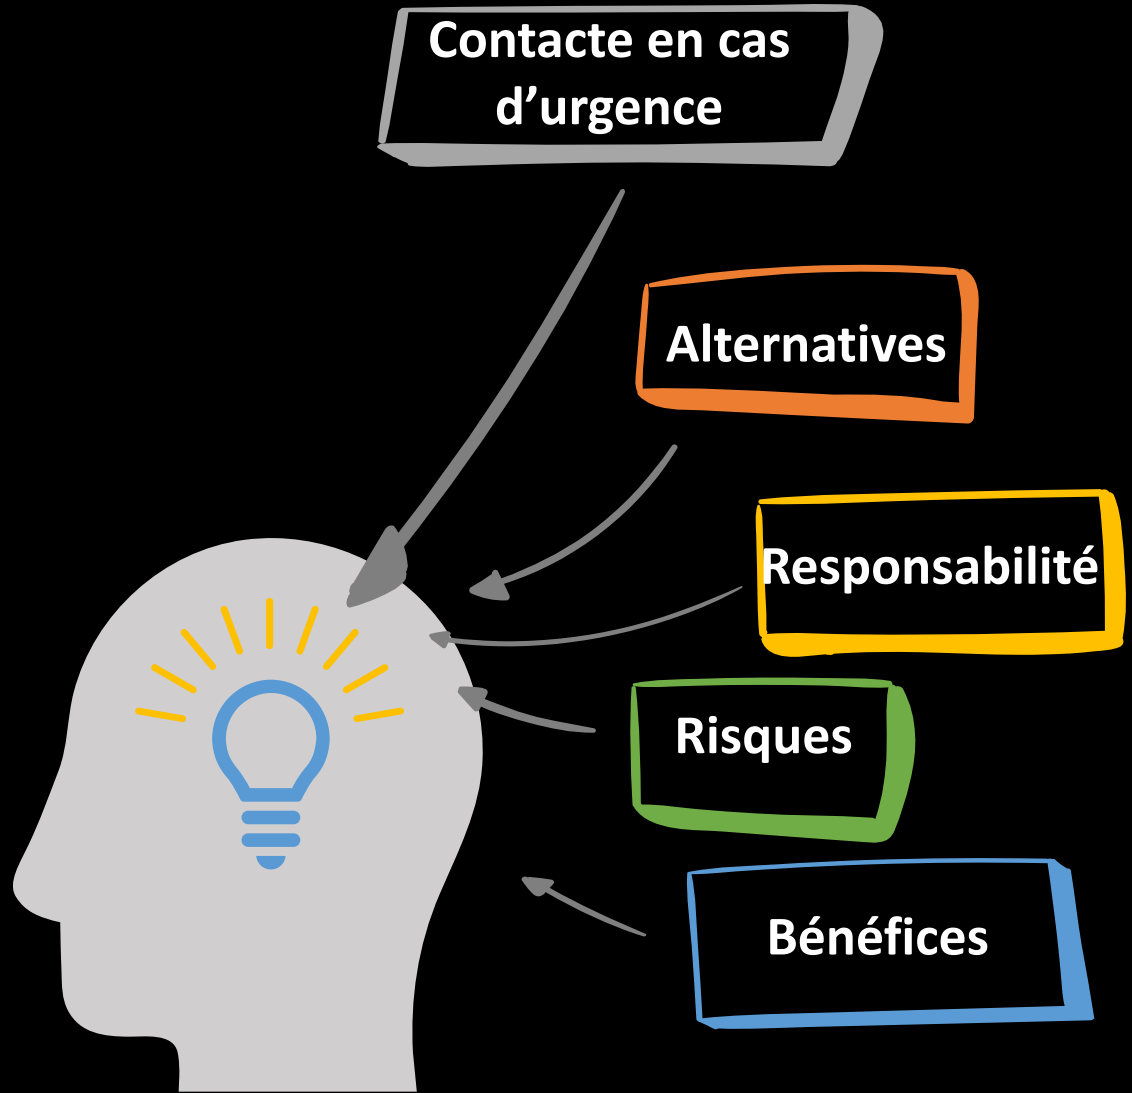 Contacte en cas
d’urgence
Alternatives
Responsabilité
Risques
Bénéfices